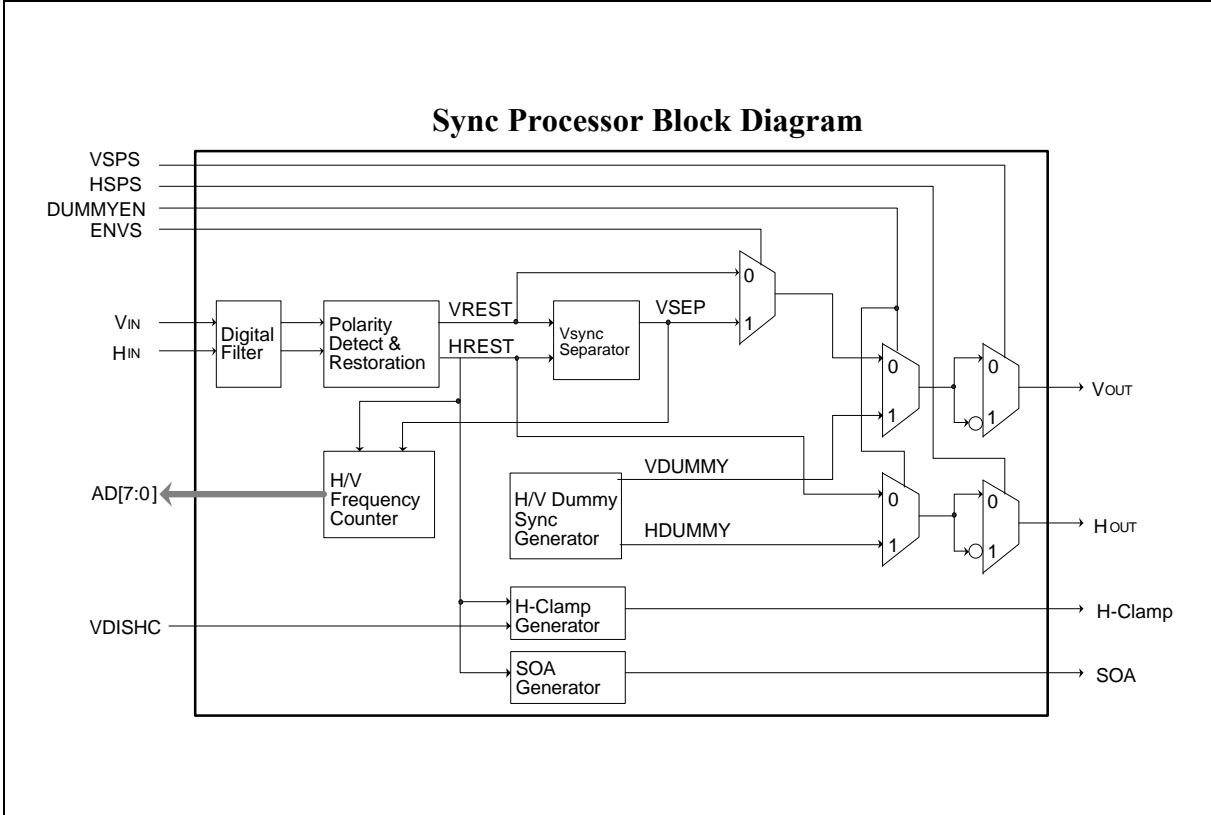 Sync Processor Block Diagram
VSPS
HSPS
DUMMYEN
ENVS
0
1
VIN
HIN
Digital
Filter
Polarity
Detect &
Restoration
VREST
HREST
Vsync
Separator
VSEP
0
1
0
1
VOUT
AD[7:0]
H/V
Frequency
Counter
H/V Dummy
Sync
Generator
VDUMMY
HDUMMY
0
1
0
1
HOUT
VDISHC
H-Clamp
Generator
H-Clamp
SOA
Generator
SOA